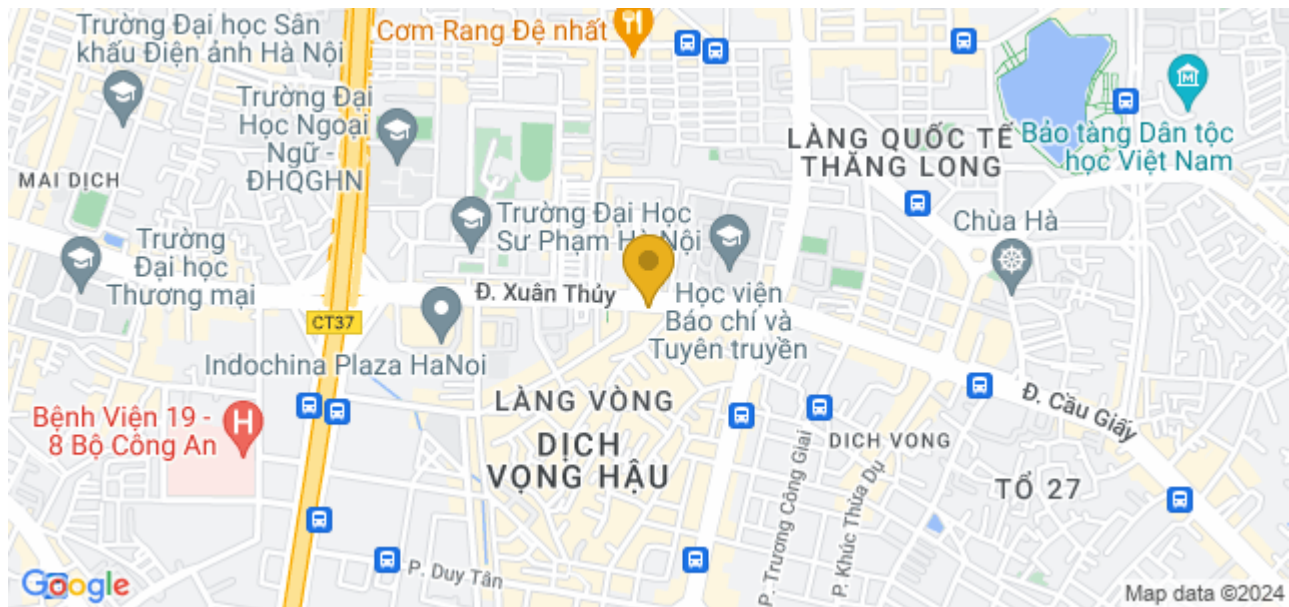 Trường Đại học Sân
khấu Điện ảnh Hà Nội
Cơm Rang Đệ nhất
Trường Đại
Học Ngoại
Ngữ -
ĐHQGHN
LÀNG QUỐC TẾ
THĂNG LONG
Bảo tàng Dân tộc
học Việt Nam
MAI DỊCH
Trường Đại Học
Sư Phạm Hà Nội
Chùa Hà
Trường
Đại học
Thương mại
Đ. Xuân Thủy
Học viện
Báo chí và
Tuyên truyền
CT37
Indochina Plaza HaNoi
LÀNG VÒNG
Đ. Cầu Giấy
Bệnh Viện 19 -
8 Bộ Công An
H
DỊCH
VỌNG HẬU
DICH VONG
TỔ 27
P. Trương Công Giai
P. Khúc Thừa Dụ
P. Duy Tân
Google
Map data ©2024